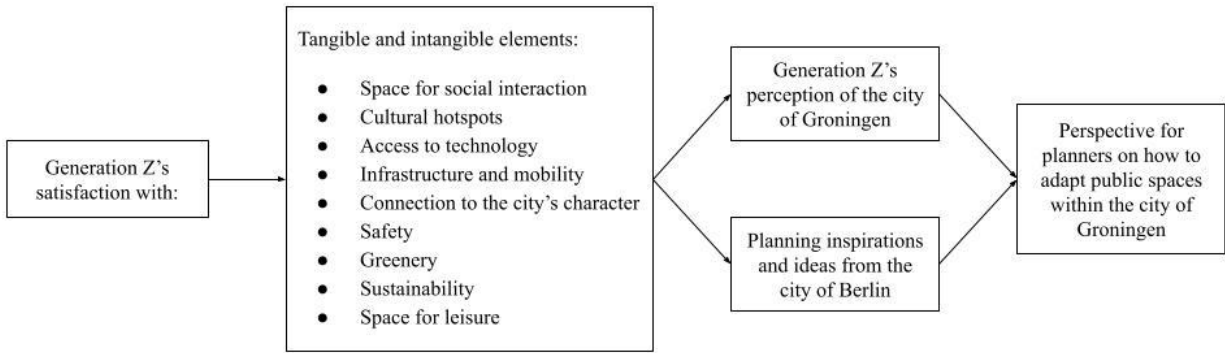 Generation Z's
satisfaction with:
Tangible and intangible elements:
● Space for social interaction
● Cultural hotspots
● Access to technology
● Infrastructure and mobility
● Connection to the city's character
● Safety
● Greenery
● Sustainability
● Space for leisure
Generation Z's
perception of the city
of Groningen
Planning inspirations
and ideas from the
city of Berlin
Perspective for
planners on how to
adapt public spaces
within the city of
Groningen